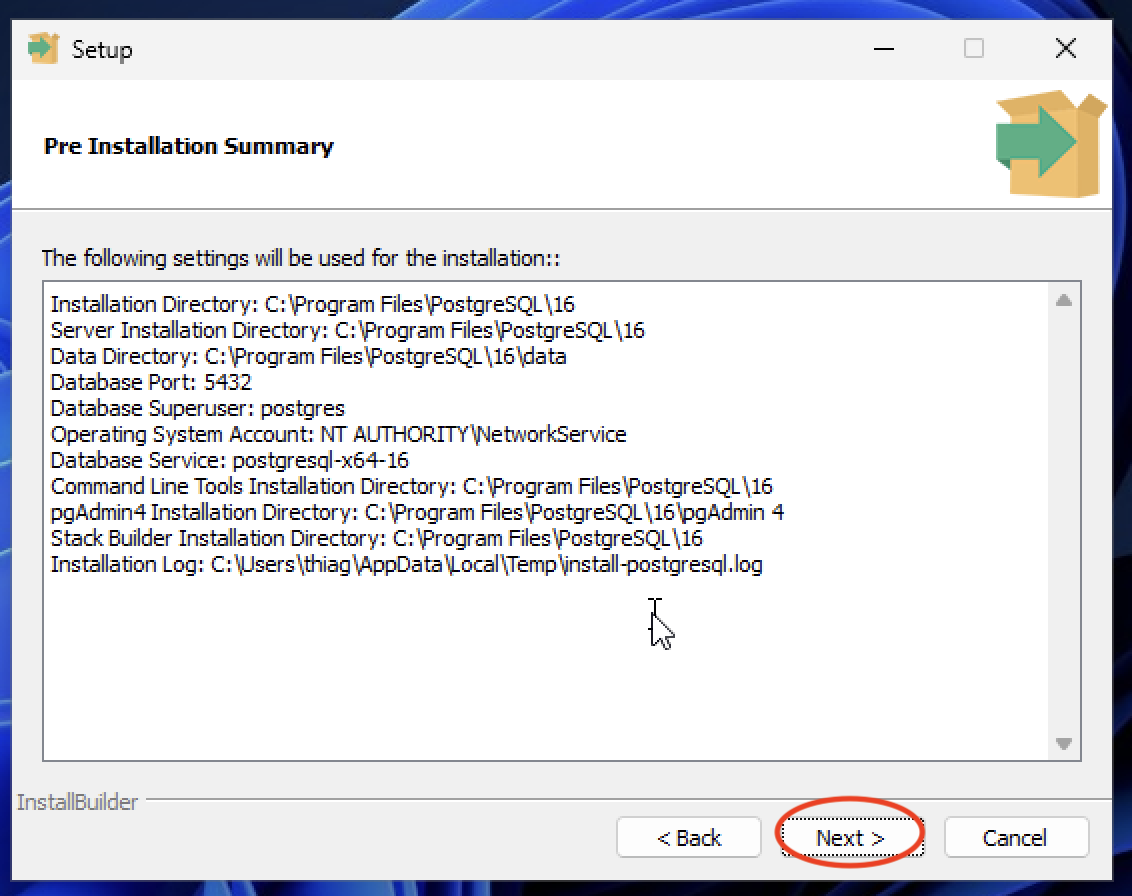 Setup
Pre Installation Summary
The following settings will be used for the installation::
Installation Directory: C:\Program Files\PostgreSQL\16
Server Installation Directory: C:\Program Files\PostgreSQL\16
Data Directory: C:\Program Files\PostgreSQL\16\data
Database Port: 5432
Database Superuser: postgres
Operating System Account: NT AUTHORITY\NetworkService
Database Service: postgresql-x64-16
Command Line Tools Installation Directory: C:\Program Files\PostgreSQL\16
pgAdmin4 Installation Directory: C:\Program Files\PostgreSQL\16\pgAdmin 4
Stack Builder Installation Directory: C:\Program Files\PostgreSQL\16
Installation Log: C:\Users\thiag\AppData\Local\Temp\install-postgresql.log
InstallBuilder
< Back Next > Cancel